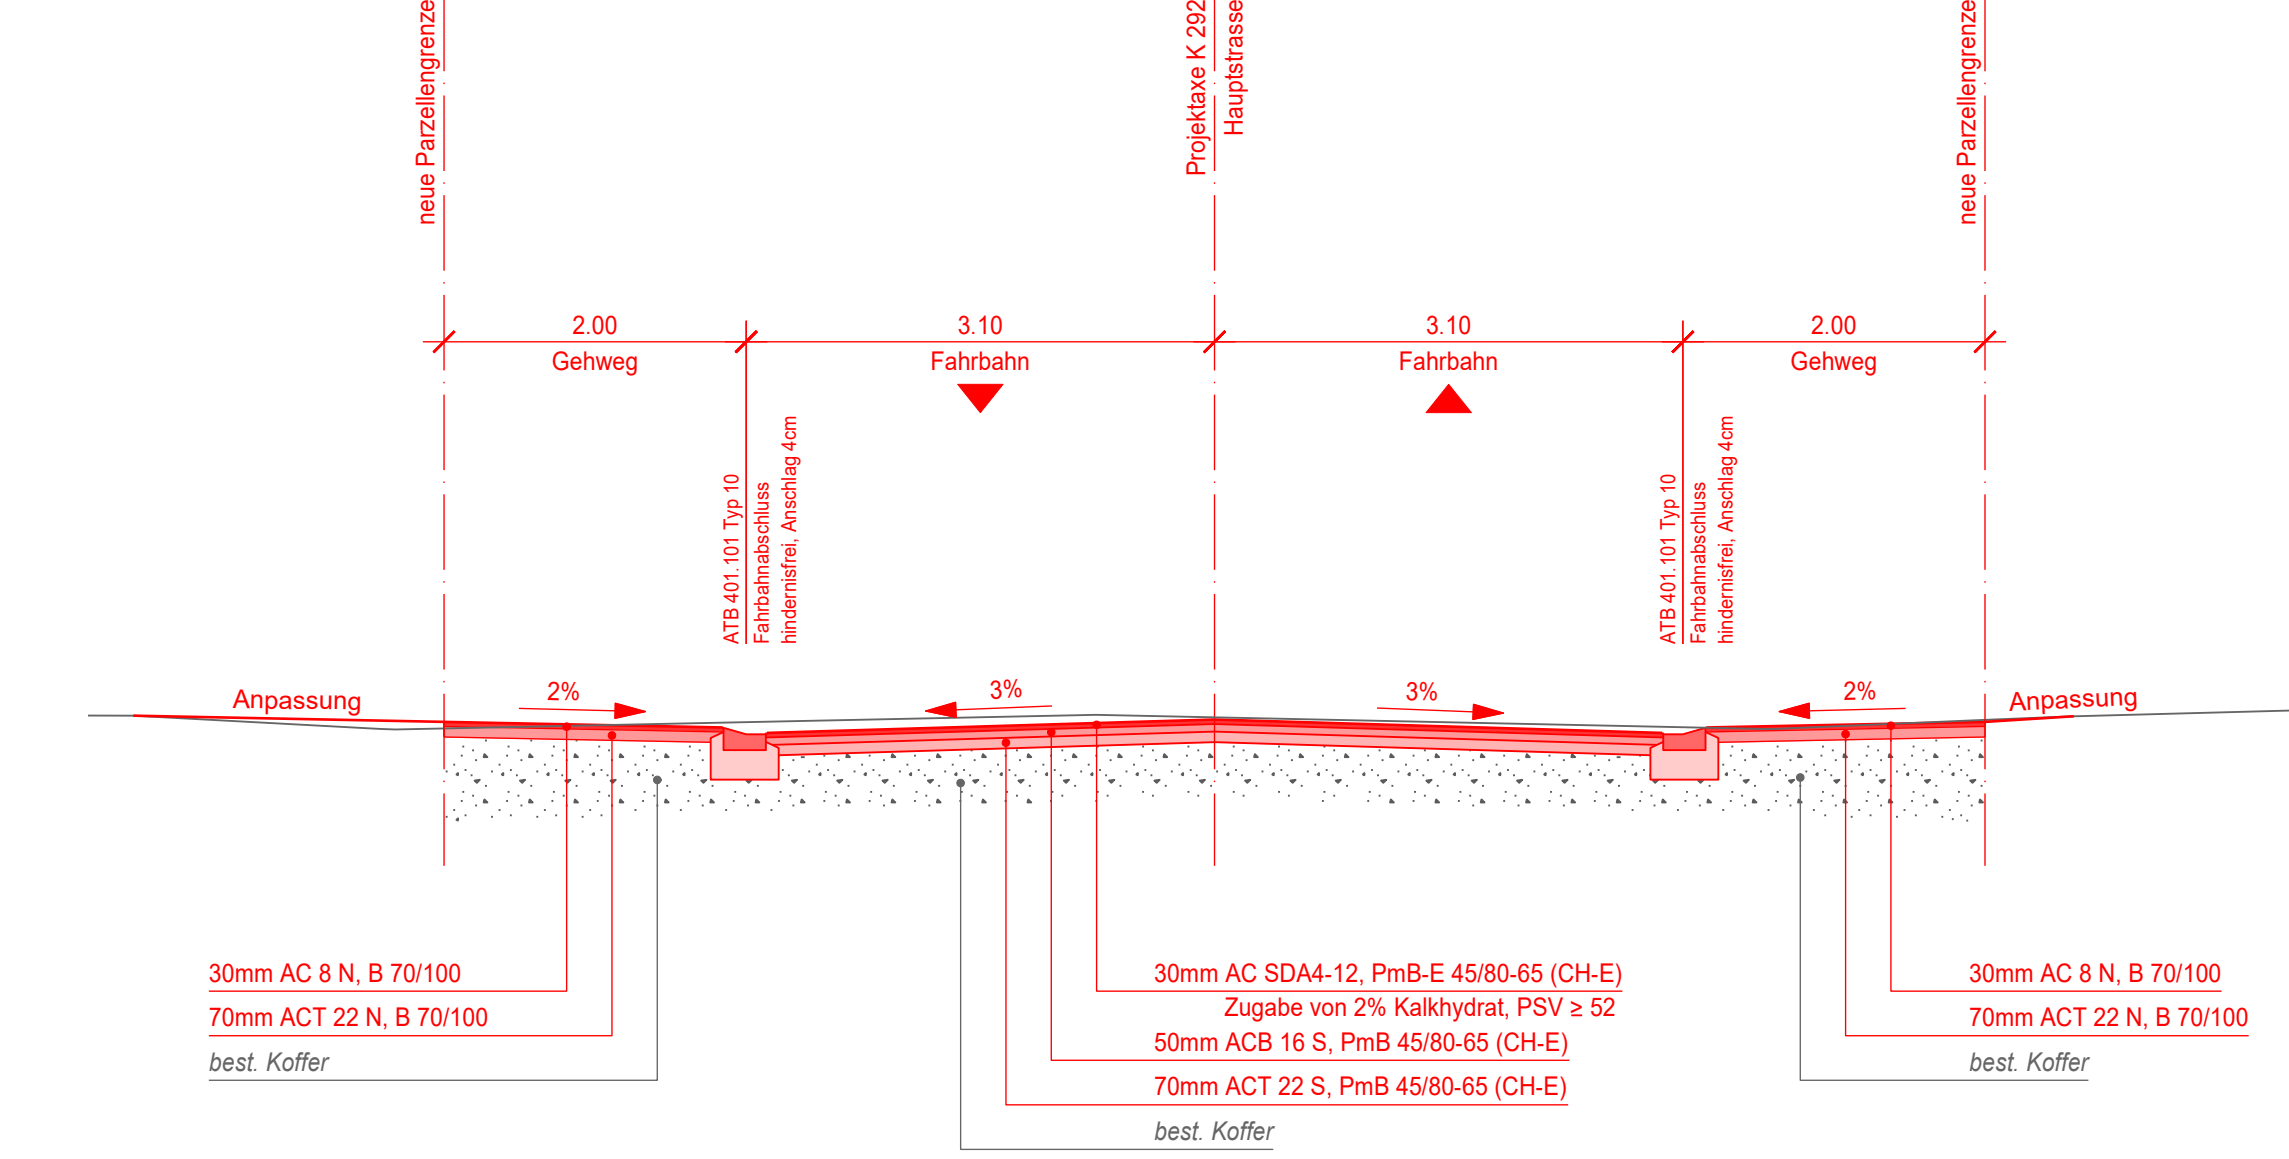 neue Parzellengrenze
Projektaxe K 292
Hauptstrasse
neue Parzellengrenze
2.00
3.10
3.10
2.00
Gehweg
Fahrbahn
Fahrbahn
Gehweg
ATB 401.101 Typ 10
Fahrbahnabschluss
hindernisfrei, Anschlag 4cm
ATB 401.101 Typ 10
Fahrbahnabschluss
hindernisfrei, Anschlag 4cm
Anpassung
2%
3%
3%
2%
Anpassung
30mm AC 8 N, B 70/100
70mm ACT 22 N, B 70/100
best. Koffer
30mm AC SDA4-12, PmB-E 45/80-65 (CH-E)
Zugabe von 2% Kalkhydrat, PSV ≥ 52
50mm ACB 16 S, PmB 45/80-65 (CH-E)
70mm ACT 22 S, PmB 45/80-65 (CH-E)
best. Koffer
30mm AC 8 N, B 70/100
70mm ACT 22 N, B 70/100
best. Koffer